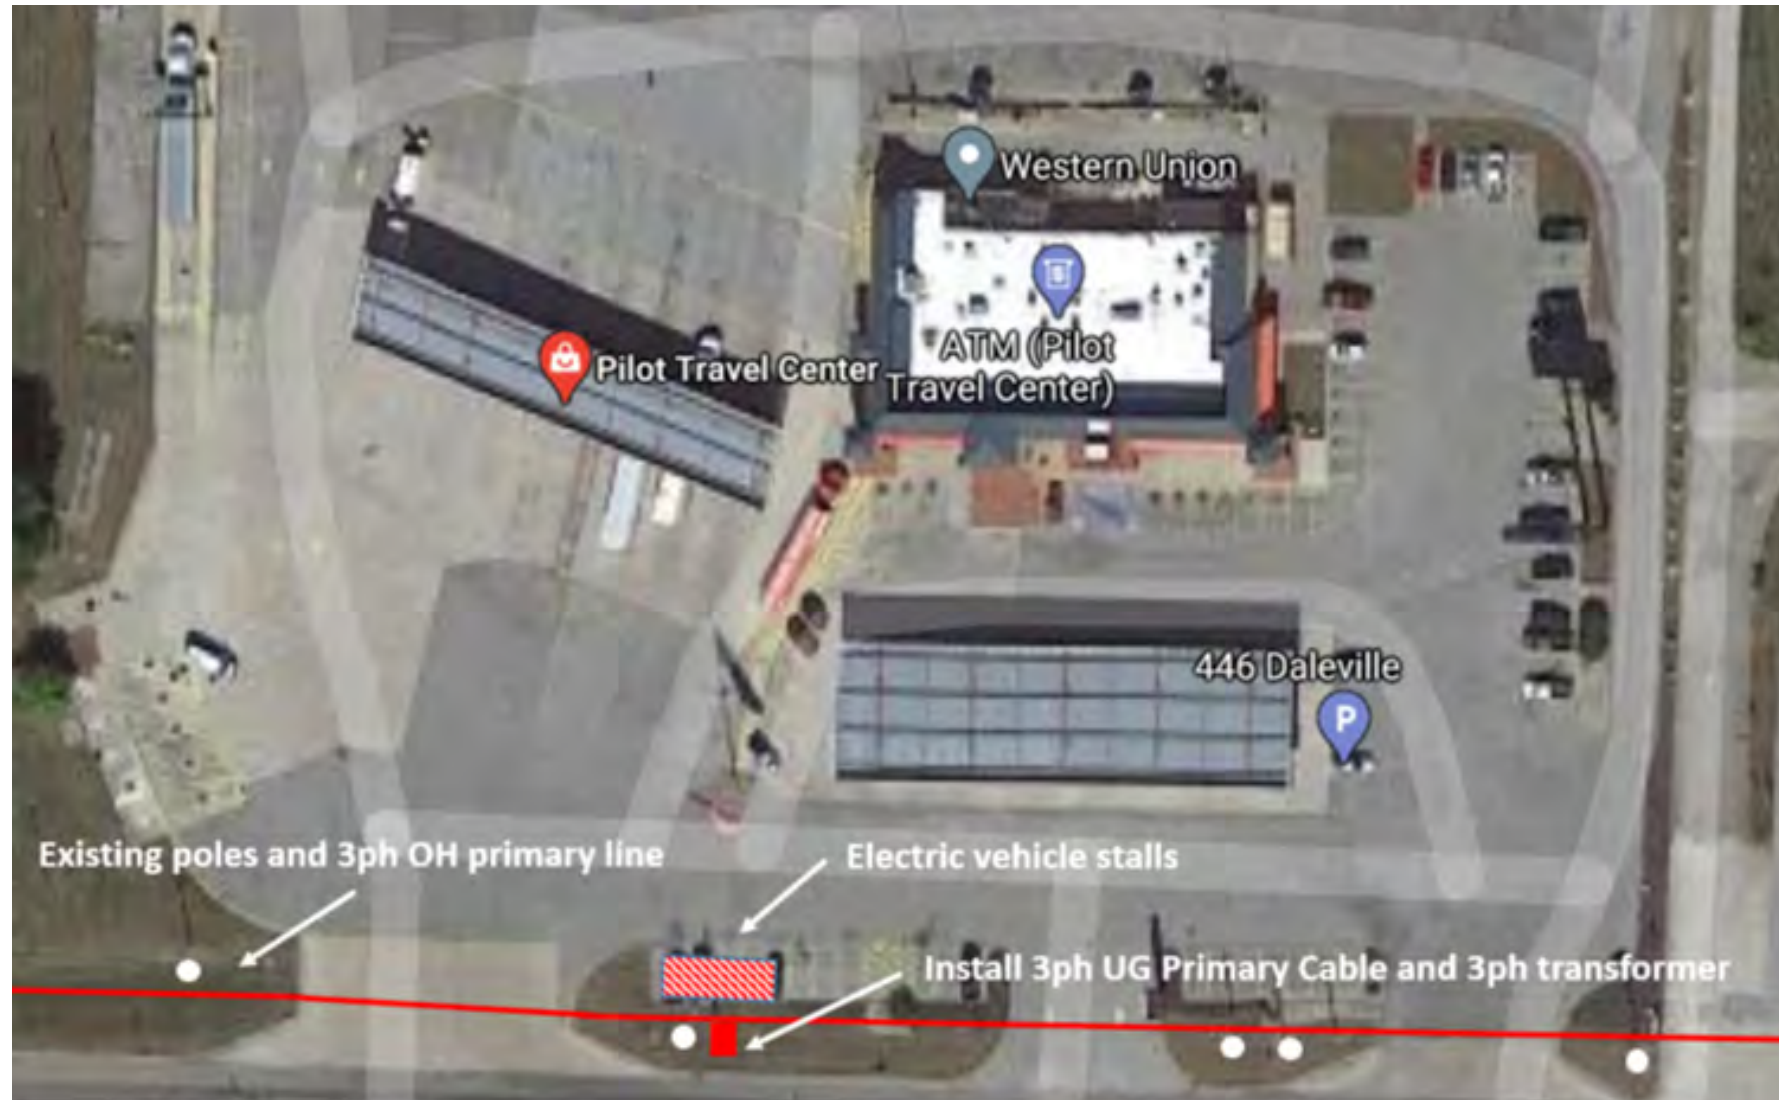 Western Union
ATM (Pilot
Travel Center)
Pilot Travel Center
446 Daleville
P
Existing poles and 3ph OH primary line
Electric vehicle stalls
Install 3ph UG Primary Cable and 3ph transformer